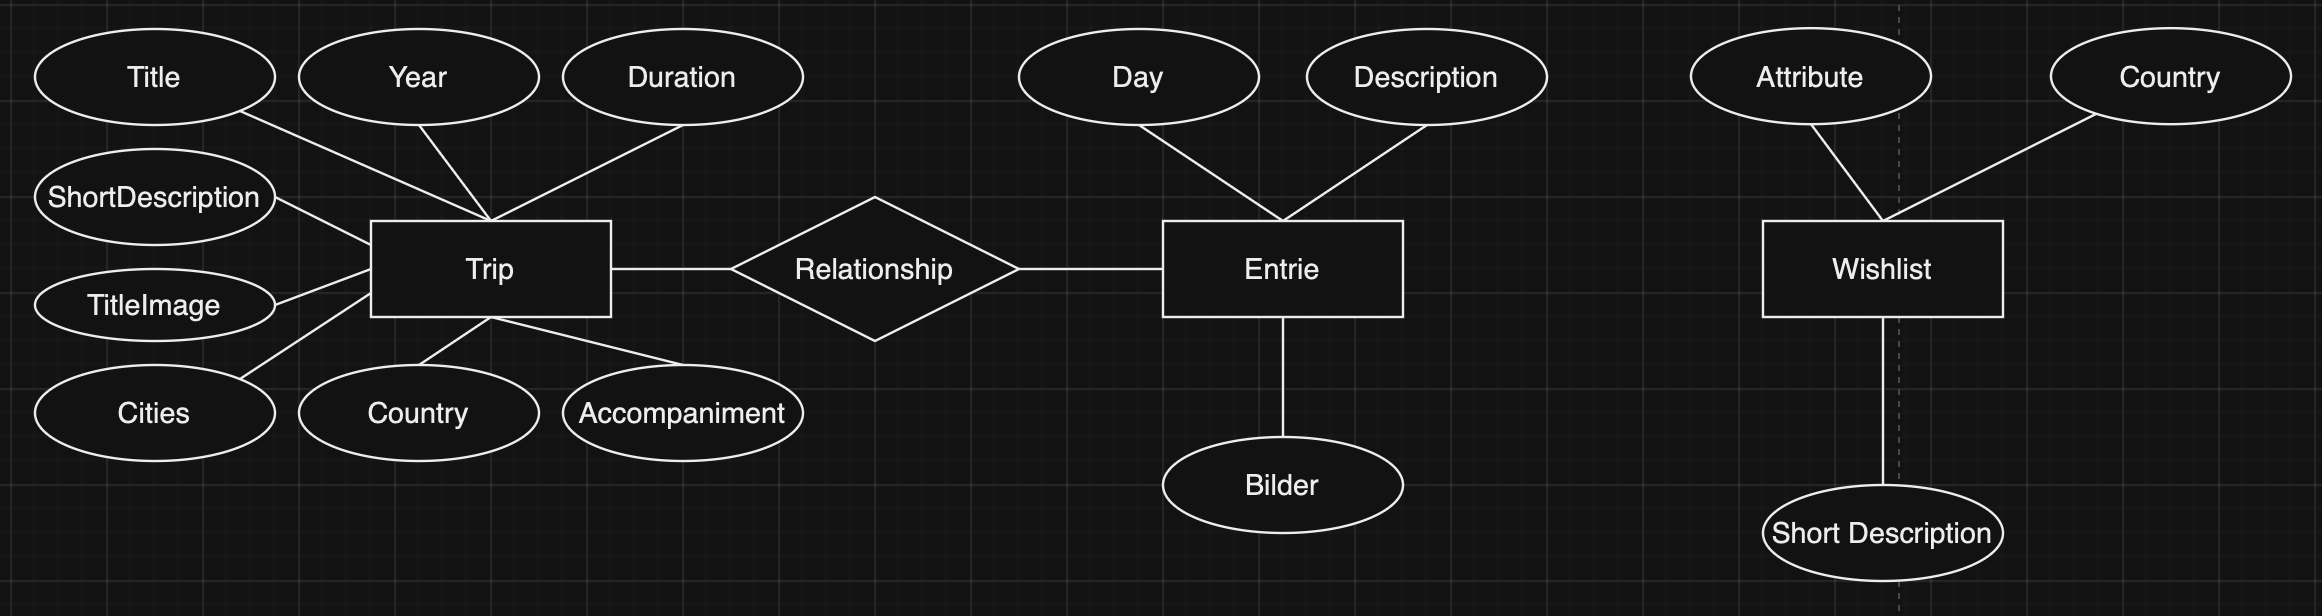 Title
Year
Duration
Day
Description
Attribute
Country
ShortDescription
Trip
Relationship
Entrie
Wishlist
TitleImage
Cities
Country
Accompaniment
Bilder
Short Description